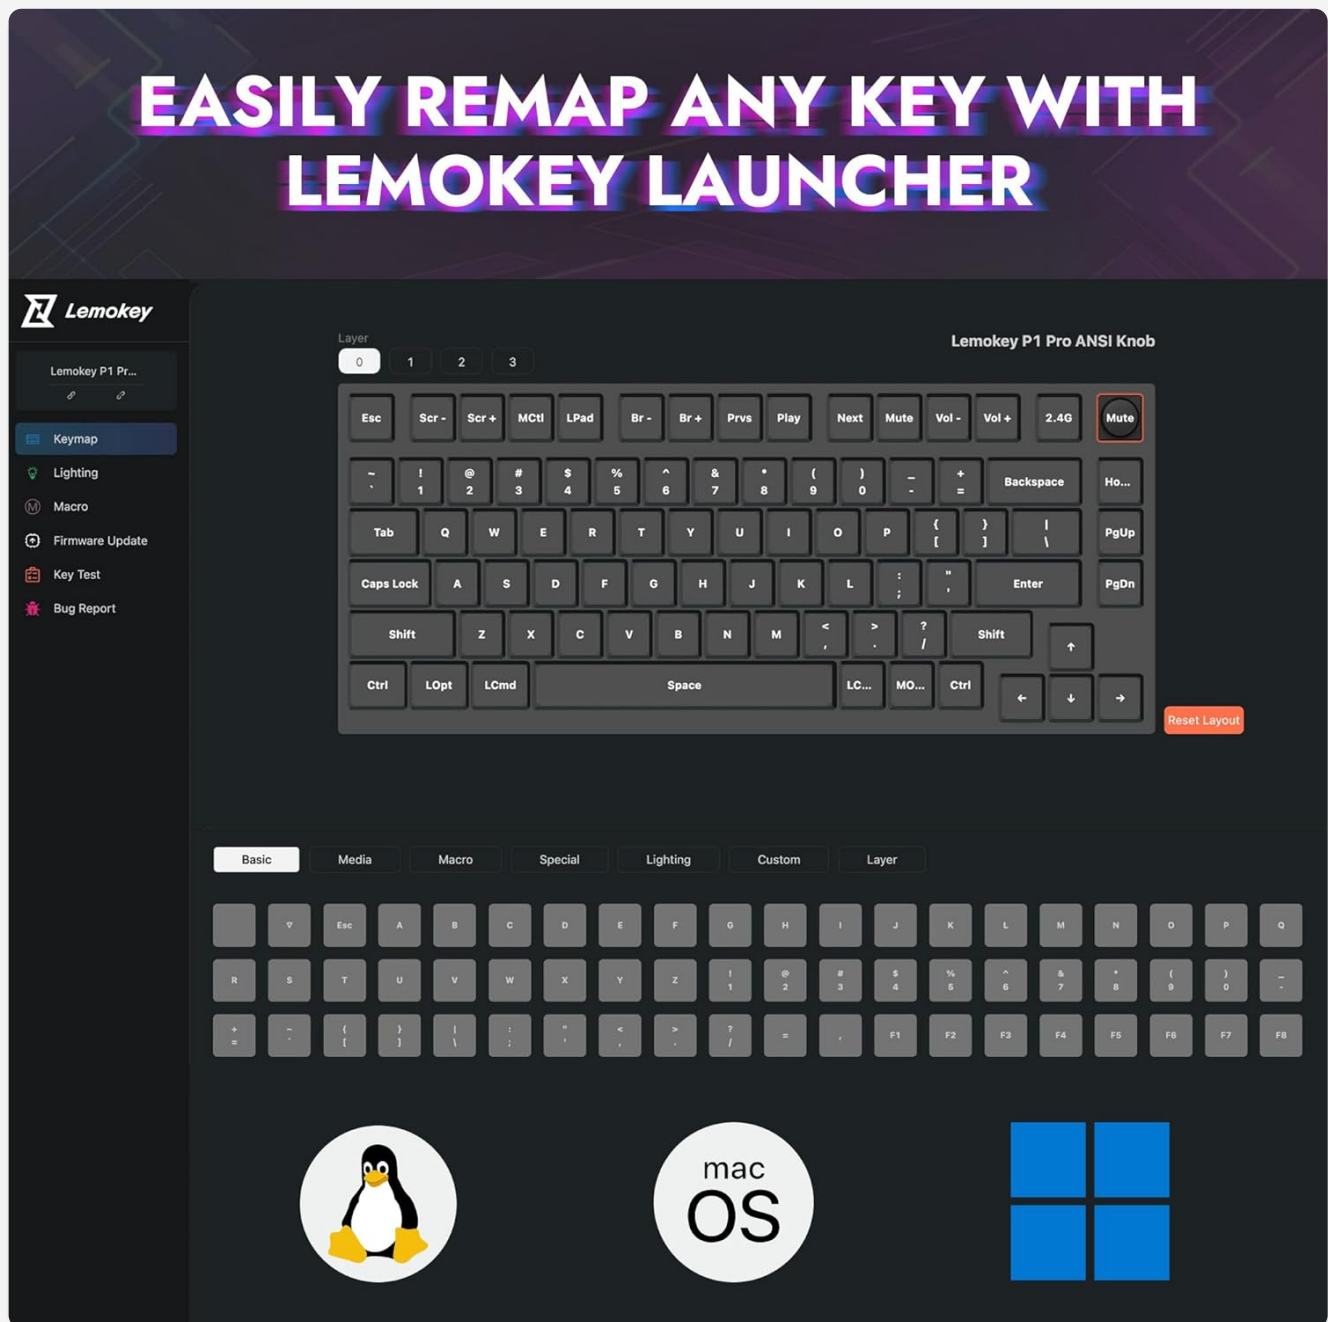 EASILY REMAP ANY KEY WITH
LEMOKEY LAUNCHER
Lemokey
Lemokey P1 Pr...
Keymap
Lighting
Macro
Firmware Update
Key Test
Bug Report
Layer
0 1 2 3
Lemokey P1 Pro ANSI Knob
Esc Scr - Scr + MCtl LPad Br - Br + Prvs Play Next Mute Vol - Vol + 2.4G Mute
~ ! @ # $ % ^ & * ( ) _ +
` 1 2 3 4 5 6 7 8 9 0 - = Backspace Ho...
Tab Q W E R T Y U I O P { } | PgUp
[ ] \
Caps Lock A S D F G H J K L : " Enter PgDn
; '
Shift Z X C V B N M < > ? Shift ↑
, . /
Ctrl LOpt LCmd Space LC... MO... Ctrl ← ↓ →
Reset Layout
Basic Media Macro Special Lighting Custom Layer
▽ Esc A B C D E F G H I J K L M N O P Q
R S T U V W X Y Z ! @ # $ % ^ & * ( ) _
1 2 3 4 5 6 7 8 9 0 -
+ ~ { } | : " < > ? = , F1 F2 F3 F4 F5 F6 F7 F8
= ` [ ] \ ; ' , . /
mac
OS